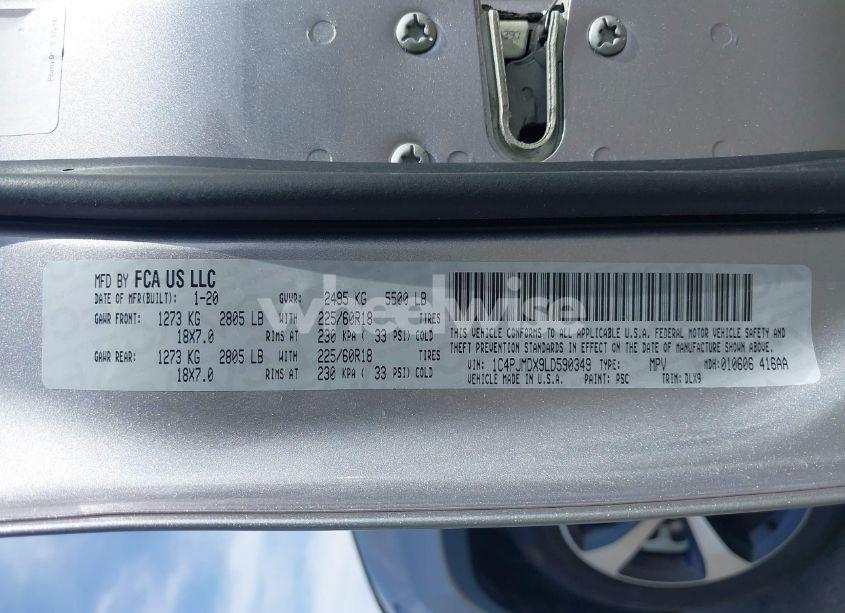 MFD BY FCA US LLC
DATE OF MFR(BUILT): 1-20 GVWR: 2495 KG 5500 LB
GAWR FRONT: 1273 KG 2805 LB WITH 225/60R18 TIRES
18X7.0 RIMS AT 230 KPA ( 33 PSI) COLD
GAWR REAR: 1273 KG 2805 LB WITH 225/60R18 TIRES
18X7.0 RIMS AT 230 KPA ( 33 PSI) COLD
THIS VEHICLE CONFORMS TO ALL APPLICABLE U.S.A. FEDERAL MOTOR VEHICLE SAFETY AND
THEFT PREVENTION STANDARDS IN EFFECT ON THE DATE OF MANUFACTURE SHOWN ABOVE.
VIN: 1C4PJMDX9LD590349 TYPE: MPV MDH:010606 416AA
VEHICLE MADE IN U.S.A. PAINT: PSC TRIM: DLX9
wheelwise